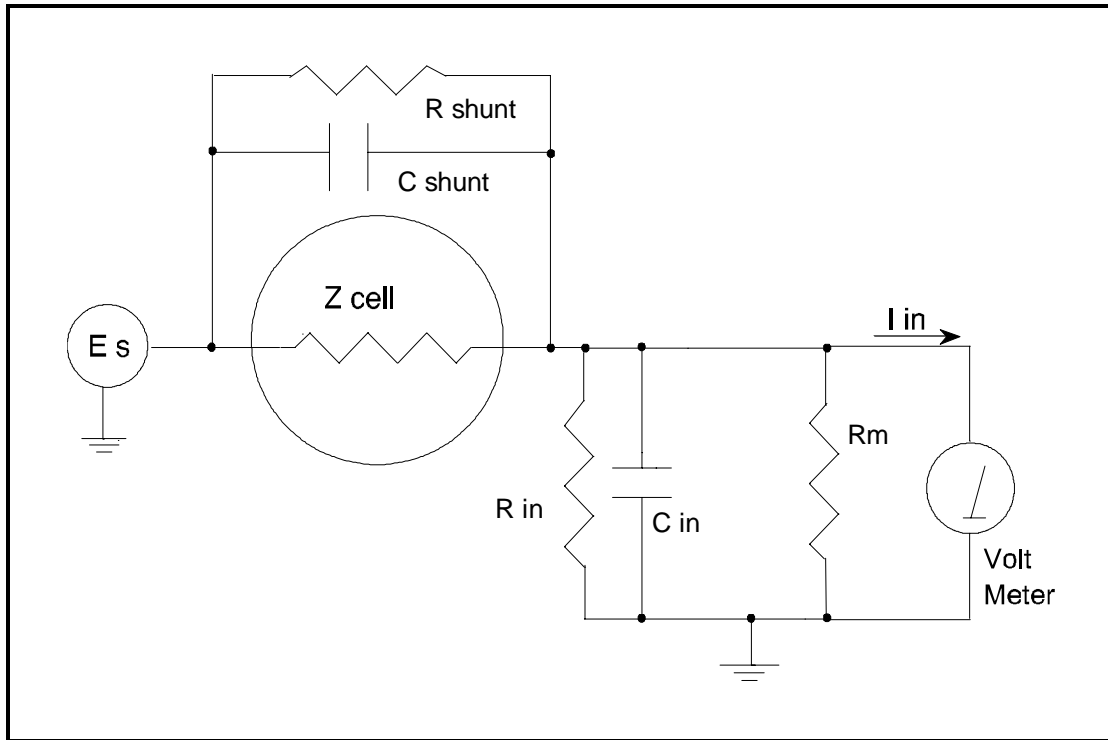 R shunt
C shunt
Z cell
E s
I in
Rm
R in
C in
Volt
Meter